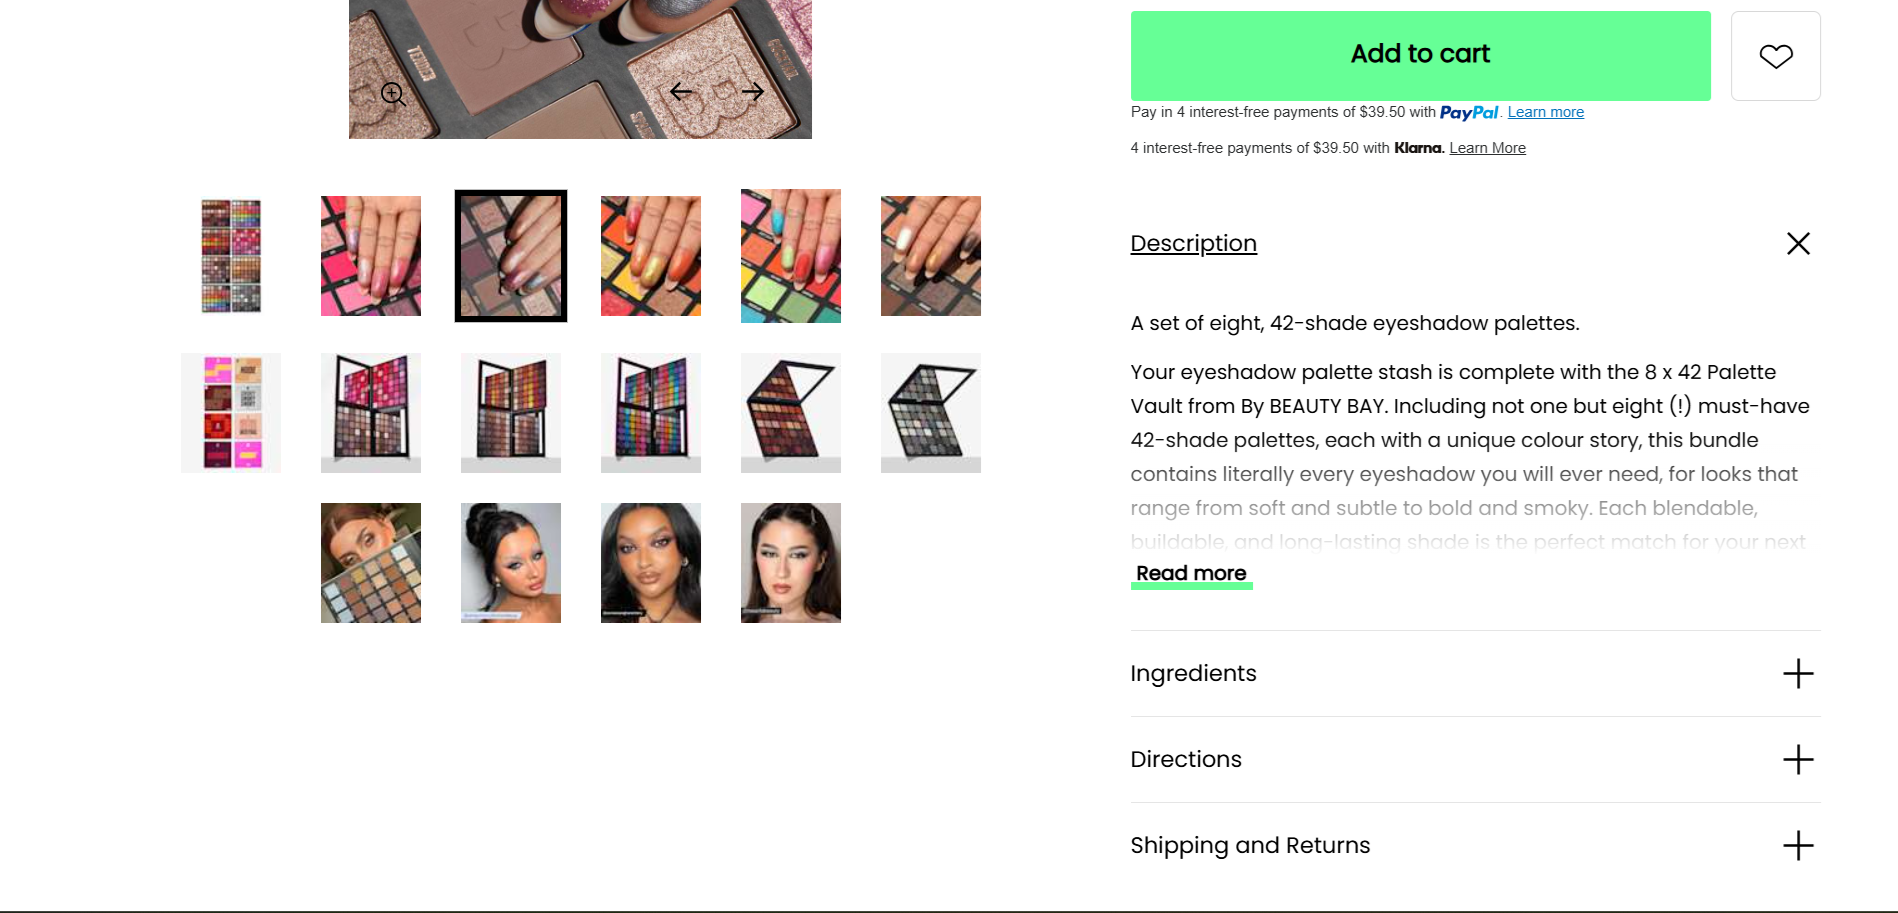 Add to cart
Pay in 4 interest-free payments of $39.50 with PayPal. Learn more
4 interest-free payments of $39.50 with Klarna. Learn More
Description
A set of eight, 42-shade eyeshadow palettes.
Your eyeshadow palette stash is complete with the 8 x 42 Palette
Vault from By BEAUTY BAY. Including not one but eight (!) must-have
42-shade palettes, each with a unique colour story, this bundle
contains literally every eyeshadow you will ever need, for looks that
range from soft and subtle to bold and smoky. Each blendable,
buildable, and long-lasting shade is the perfect match for your next
Read more
Ingredients
Directions
Shipping and Returns